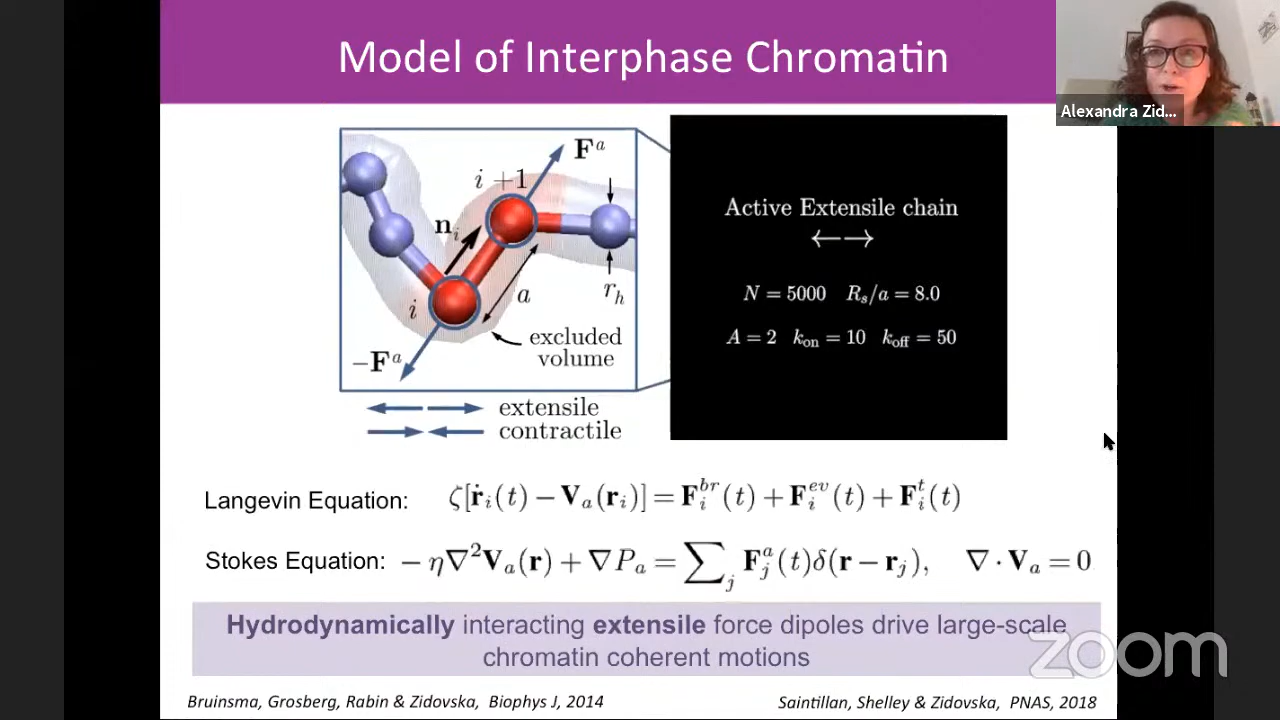 Model of Interphase Chromatin
Alexandra Zid...
F^a
i + 1
n_i
a
r_h
i
excluded
volume
−F^a
extensile
contractile
Active Extensile chain
←→
N = 5000 R_s/a = 8.0
A = 2 k_on = 10 k_off = 50
Langevin Equation: ζ[ṙ_i(t) − V_a(r_i)] = F_i^br(t) + F_i^ev(t) + F_i^t(t)
Stokes Equation: − η∇²V_a(r) + ∇P_a = ∑_j F_j^a(t)δ(r − r_j), ∇ · V_a = 0
Hydrodynamically interacting extensile force dipoles drive large-scale
chromatin coherent motions
zoom
Bruinsma, Grosberg, Rabin & Zidovska, Biophys J, 2014
Saintillan, Shelley & Zidovska, PNAS, 2018